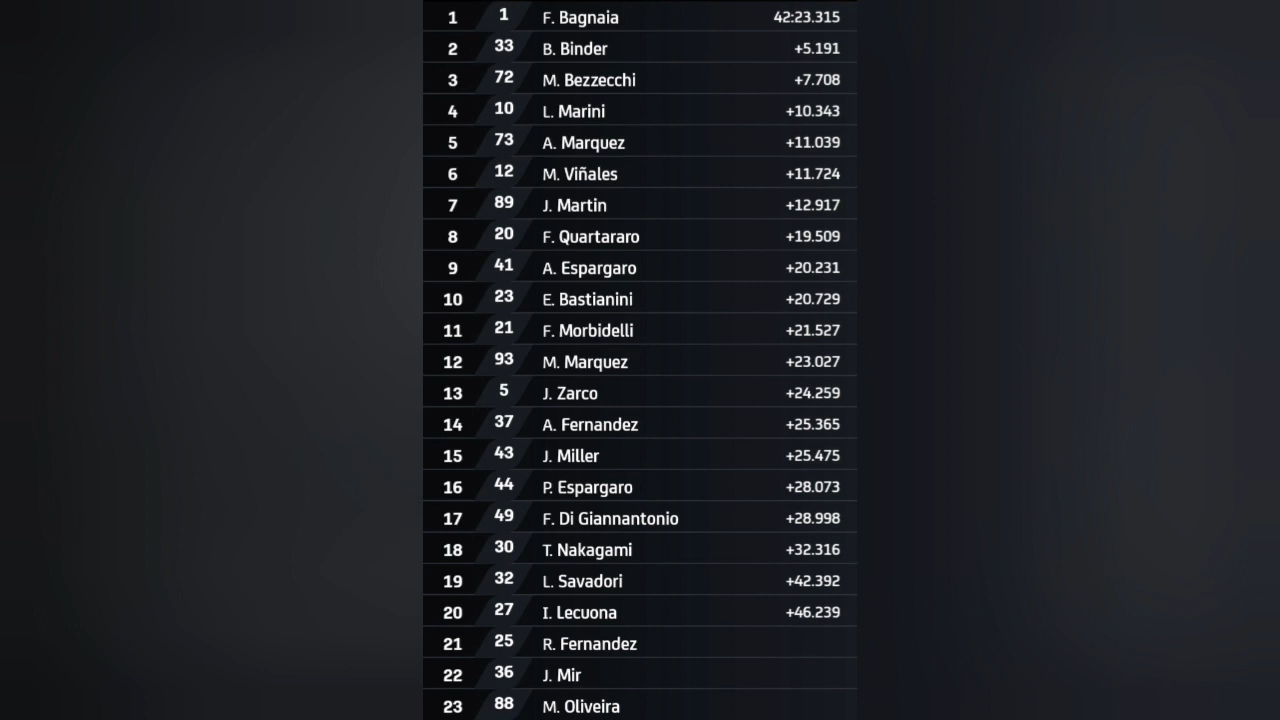 1 1 F. Bagnaia 42:23.315
2 33 B. Binder +5.191
3 72 M. Bezzecchi +7.708
4 10 L. Marini +10.343
5 73 A. Marquez +11.039
6 12 M. Viñales +11.724
7 89 J. Martin +12.917
8 20 F. Quartararo +19.509
9 41 A. Espargaro +20.231
10 23 E. Bastianini +20.729
11 21 F. Morbidelli +21.527
12 93 M. Marquez +23.027
13 5 J. Zarco +24.259
14 37 A. Fernandez +25.365
15 43 J. Miller +25.475
16 44 P. Espargaro +28.073
17 49 F. Di Giannantonio +28.998
18 30 T. Nakagami +32.316
19 32 L. Savadori +42.392
20 27 I. Lecuona +46.239
21 25 R. Fernandez
22 36 J. Mir
23 88 M. Oliveira